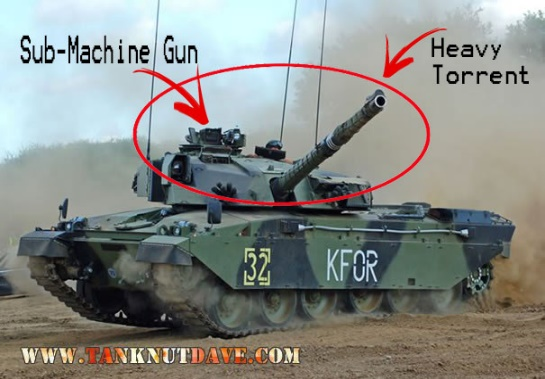 Sub-Machine Gun
Heavy
Torrent
32
KFOR
WWW.TANKNUTDAVE.COM